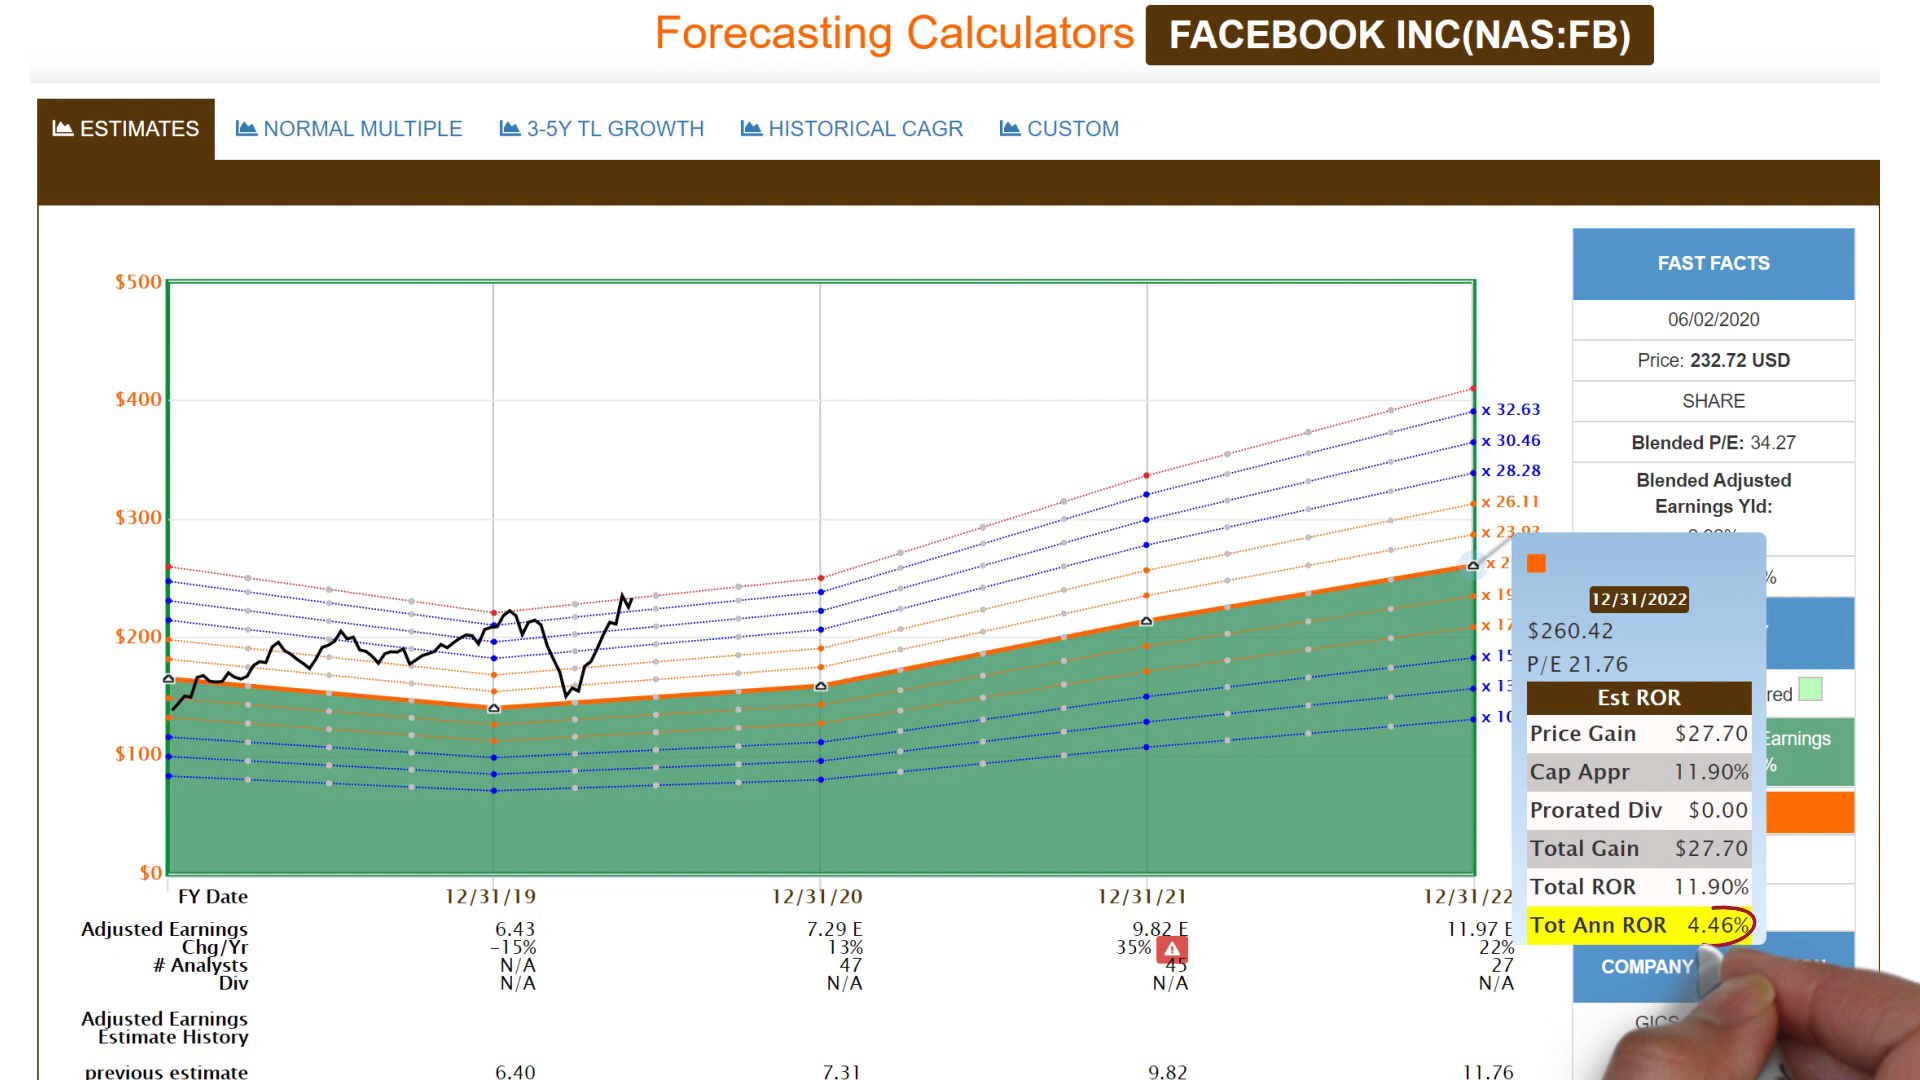 Forecasting Calculators FACEBOOK INC(NAS:FB)
ESTIMATES NORMAL MULTIPLE 3-5Y TL GROWTH HISTORICAL CAGR CUSTOM
$500
$400
$300
$200
$100
$0
x 32.63
x 30.46
x 28.28
x 26.11
x 23.93
FAST FACTS
06/02/2020
Price: 232.72 USD
SHARE
Blended P/E: 34.27
Blended Adjusted
Earnings Yld:
%
red
Earnings
%
12/31/2022
$260.42
P/E 21.76
Est ROR
Price Gain $27.70
Cap Appr 11.90%
Prorated Div $0.00
Total Gain $27.70
Total ROR 11.90%
Tot Ann ROR 4.46%
COMPANY
GICS
FY Date 12/31/19 12/31/20 12/31/21 12/31/22
Adjusted Earnings 6.43 7.29 E 9.82 E 11.97 E
Chg/Yr -15% 13% 35% 22%
# Analysts N/A 47 45 27
Div N/A N/A N/A N/A
Adjusted Earnings
Estimate History
previous estimate 6.40 7.31 9.82 11.76